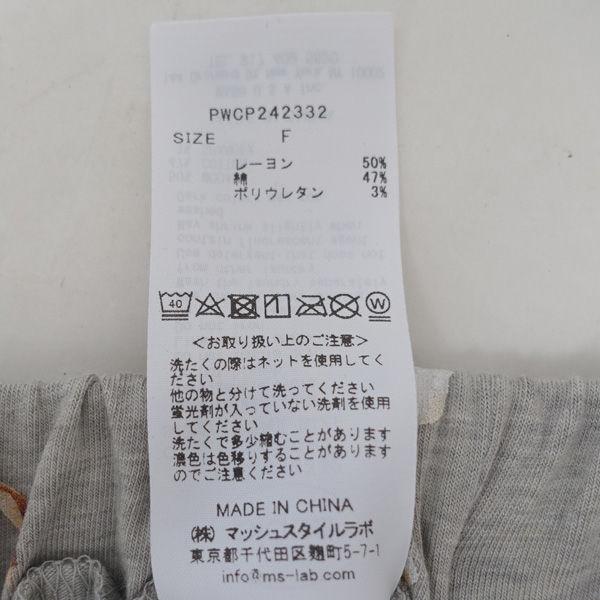 PWCP242332
SIZE F
レーヨン 50%
綿 47%
ポリウレタン 3%
40
W
<お取り扱い上のご注意>
洗たくの際はネットを使用してく
ださい
他の物と分けて洗ってください
蛍光剤が入っていない洗剤を使用
してください
洗たくで多少縮むことがあります
濃色は色移りすることがあります
のでご注意ください
MADE IN CHINA
(株) マッシュスタイルラボ
東京都千代田区麹町5-7-1
info@ms-lab.com